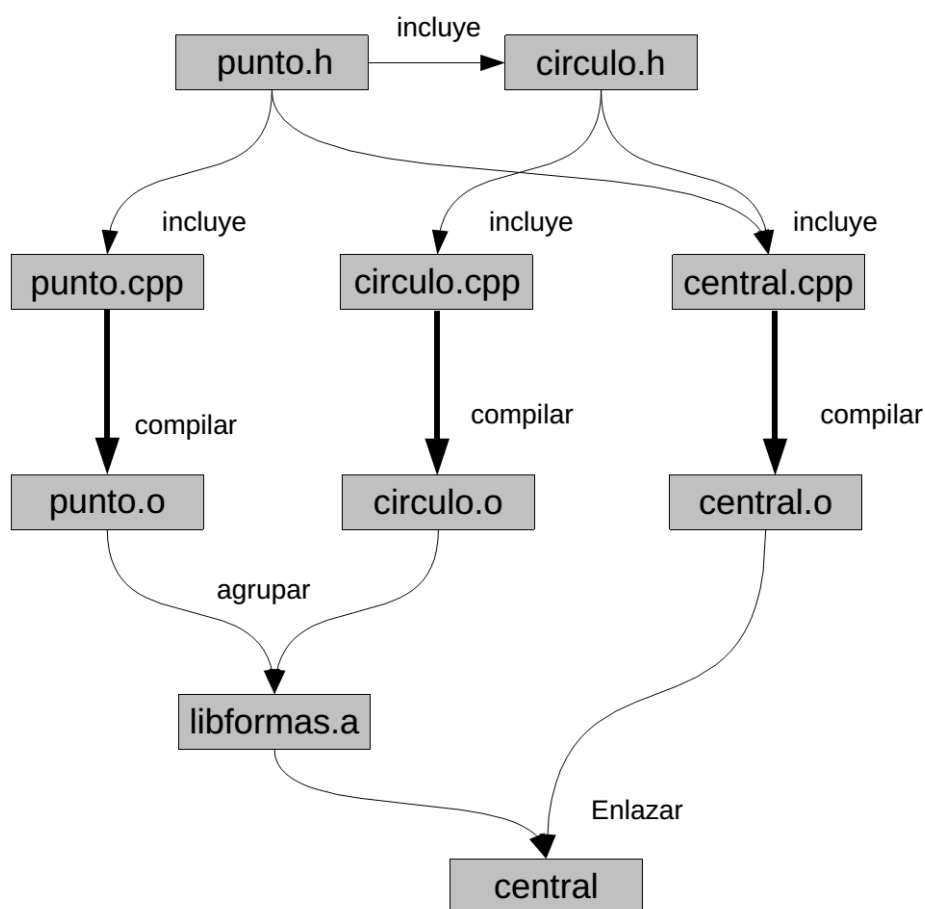 incluye
punto.h
circulo.h
incluye
incluye
incluye
punto.cpp
circulo.cpp
central.cpp
compilar
compilar
compilar
punto.o
circulo.o
central.o
agrupar
libformas.a
Enlazar
central